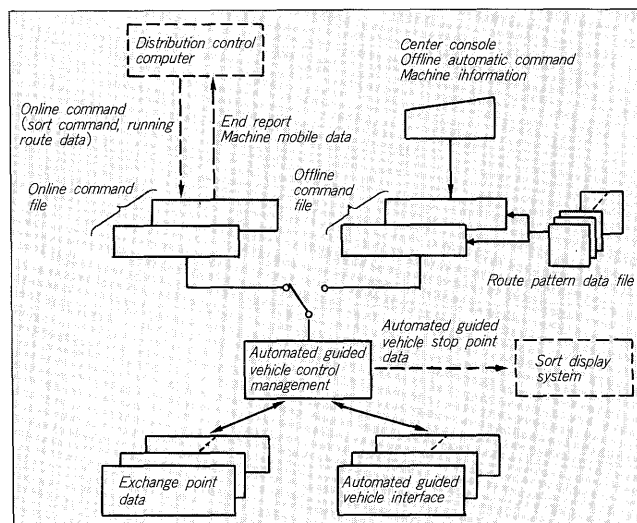 Distribution control
computer
Center console
Offline automatic command
Machine information
Online command
(sort command, running
route data)
End report
Machine mobile data
Online command
file
Offline
command
file
Route pattern data file
Automated guided
vehicle stop point
data
Automated guided
vehicle control
management
Sort display
system
Exchange point
data
Automated guided
vehicle interface